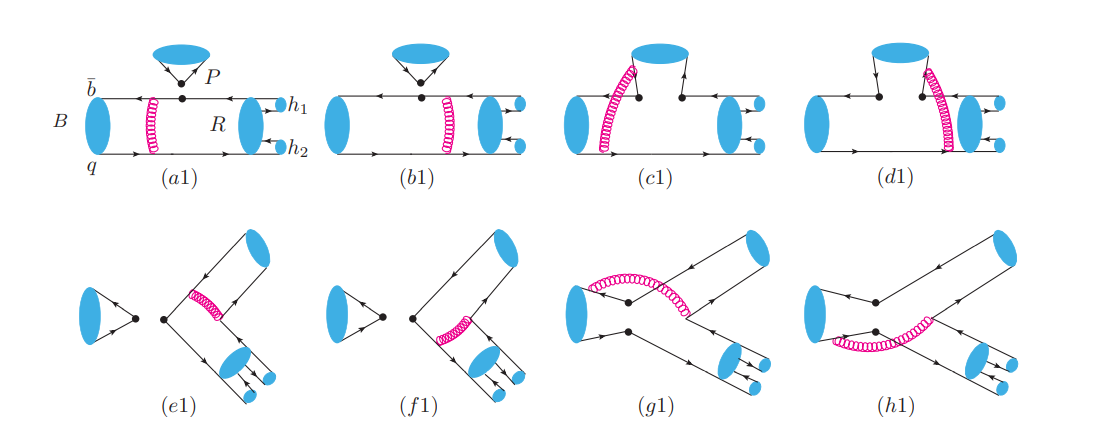 P
b̄
h₁
B
R
h₂
q
(a1) (b1) (c1) (d1)
(e1) (f1) (g1) (h1)